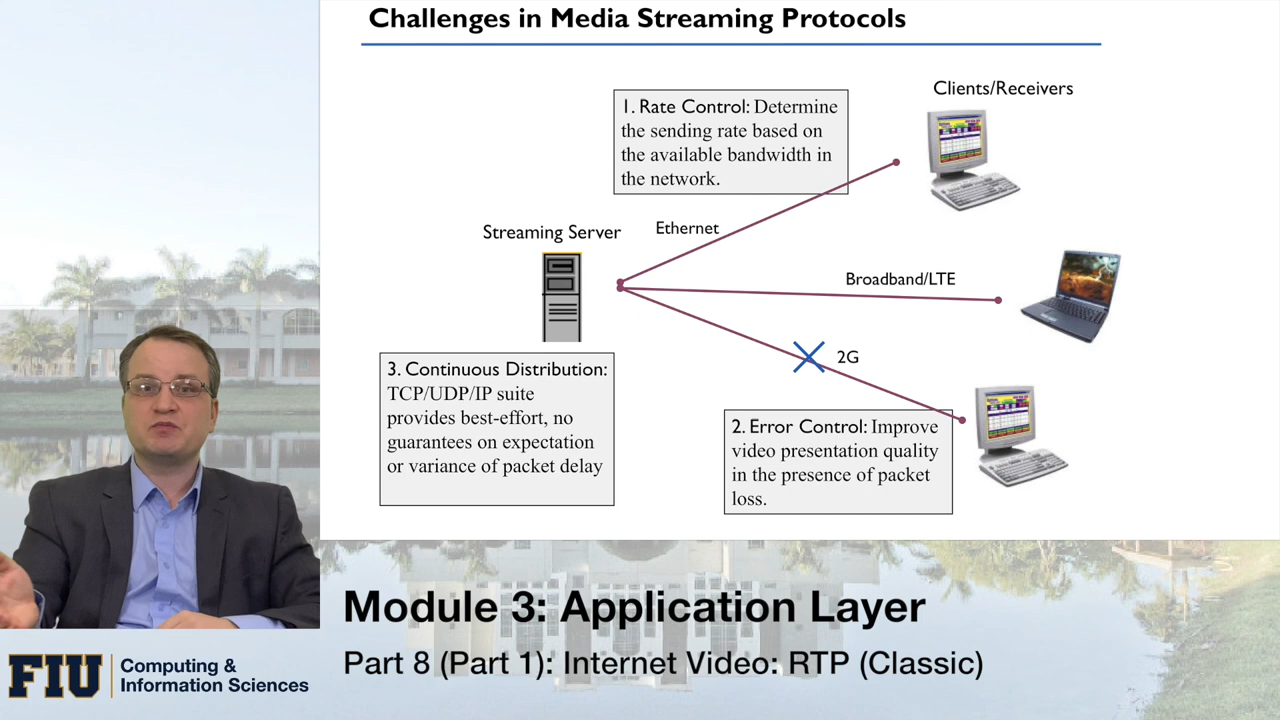 Challenges in Media Streaming Protocols
Clients/Receivers
1. Rate Control: Determine
the sending rate based on
the available bandwidth in
the network.
Streaming Server
Ethernet
Broadband/LTE
2G
3. Continuous Distribution:
TCP/UDP/IP suite
provides best-effort, no
guarantees on expectation
or variance of packet delay
2. Error Control: Improve
video presentation quality
in the presence of packet
loss.
Module 3: Application Layer
Part 8 (Part 1): Internet Video: RTP (Classic)
FIU
Computing &
Information Sciences